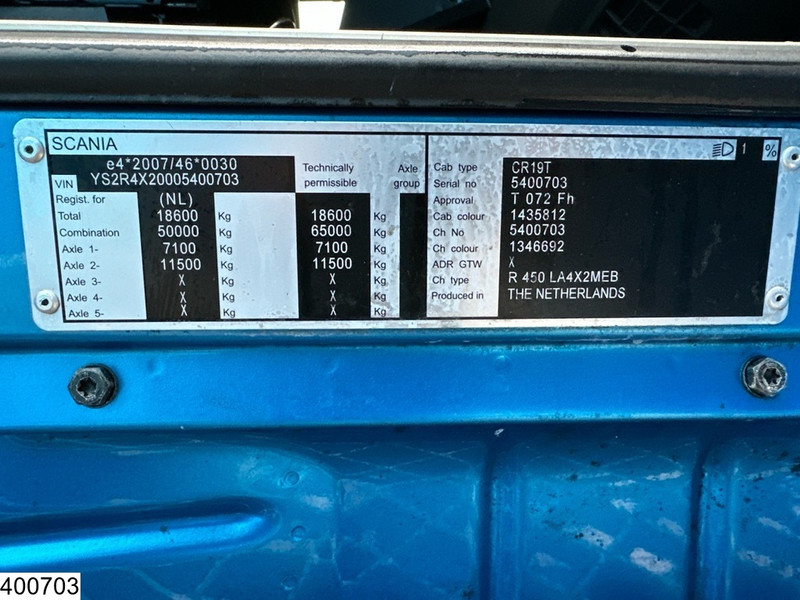 SCANIA
e4*2007/46*0030
VIN YS2R4X20005400703
Technically permissible
Axle group
Regist. for (NL)
Total 18600 Kg 18600 Kg
Combination 50000 Kg 65000 Kg
Axle 1- 7100 Kg 7100 Kg
Axle 2- 11500 Kg 11500 Kg
Axle 3- X Kg X Kg
Axle 4- X Kg X Kg
Axle 5- X Kg X Kg
1 %
Cab type CR19T
Serial no 5400703
Approval T 072 Fh
Cab colour 1435812
Ch No 5400703
Ch colour 1346692
ADR GTW X
Ch type R 450 LA4X2MEB
Produced in THE NETHERLANDS
400703